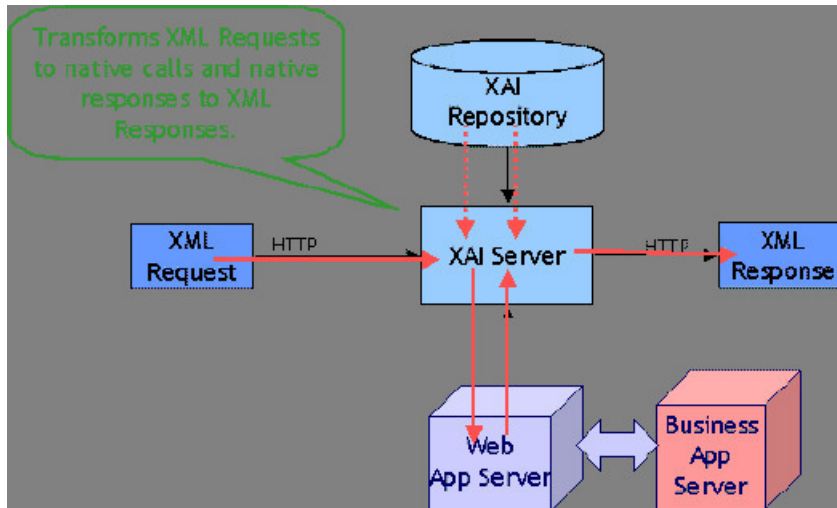 Transforms XML Requests
to native calls and native
responses to XML
Responses.
XAI
Repository
XML
Request
HTTP
XAI Server
HTTP
XML
Response
Web
App Server
Business
App
Server